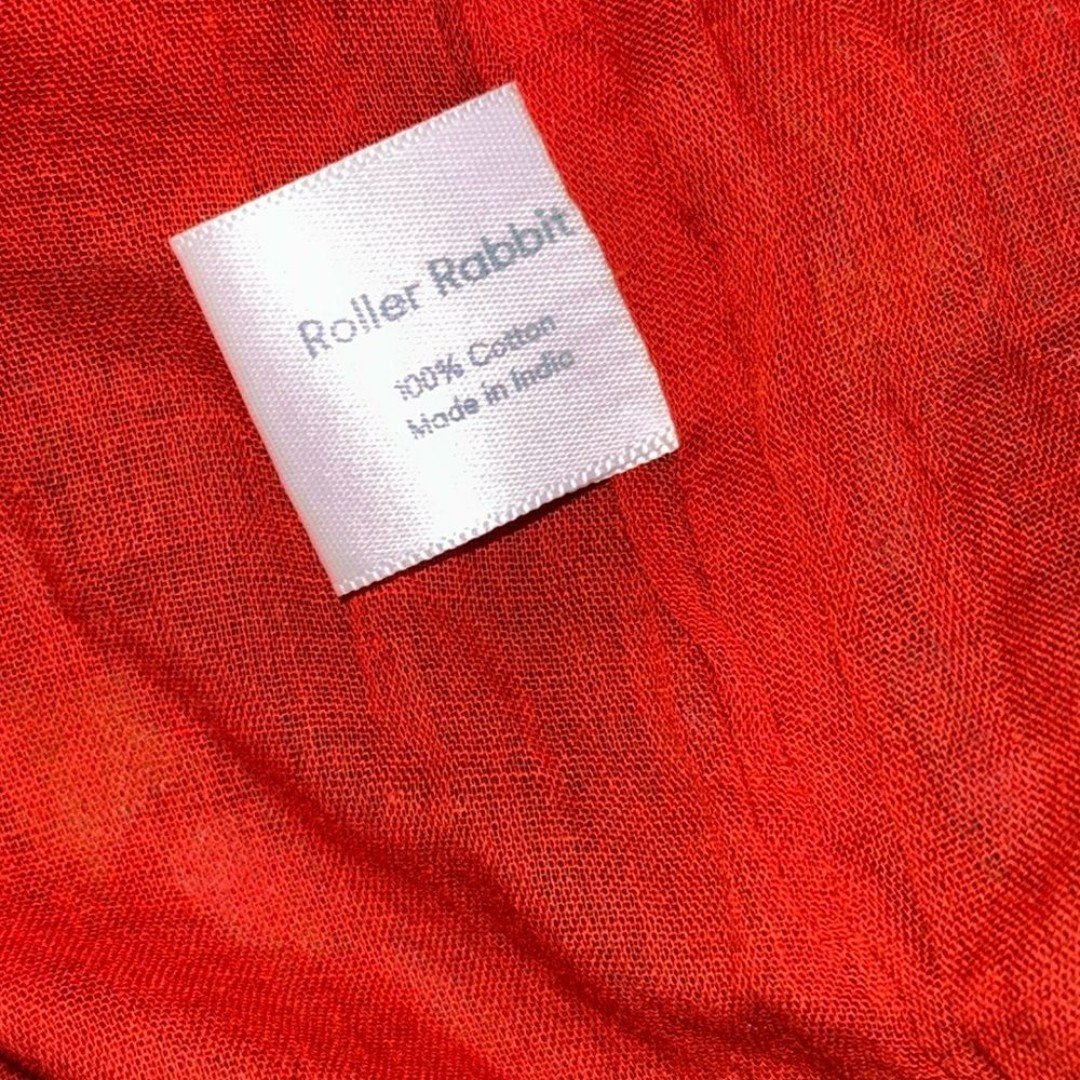 Roller Rabbit
100% Cotton
Made in India